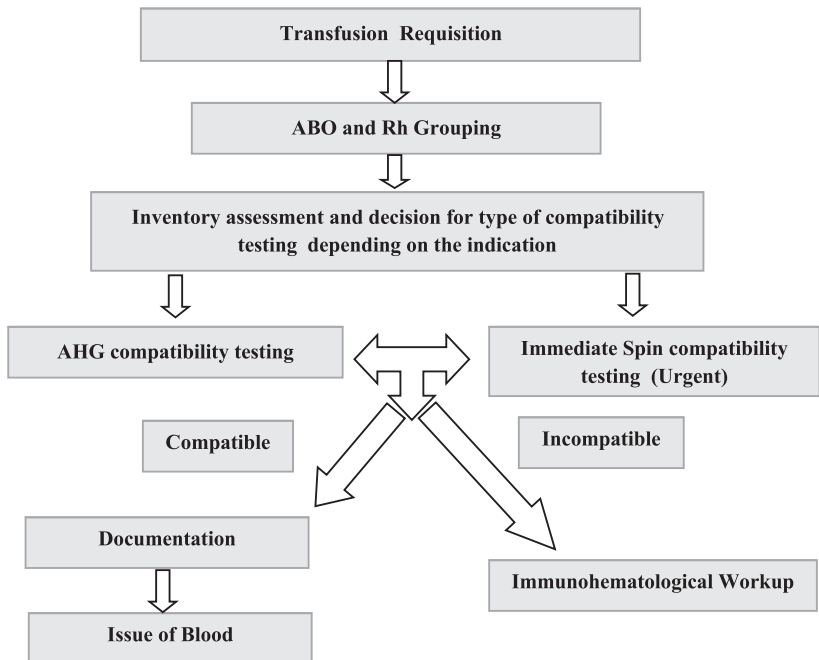 Transfusion Requisition
ABO and Rh Grouping
Inventory assessment and decision for type of compatibility
testing depending on the indication
AHG compatibility testing
Immediate Spin compatibility
testing (Urgent)
Compatible
Incompatible
Documentation
Immunohematological Workup
Issue of Blood